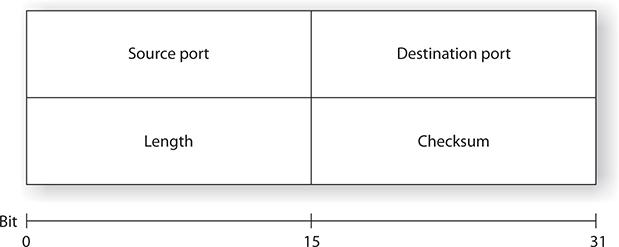 Source port
Destination port
Length
Checksum
Bit
0
15
31